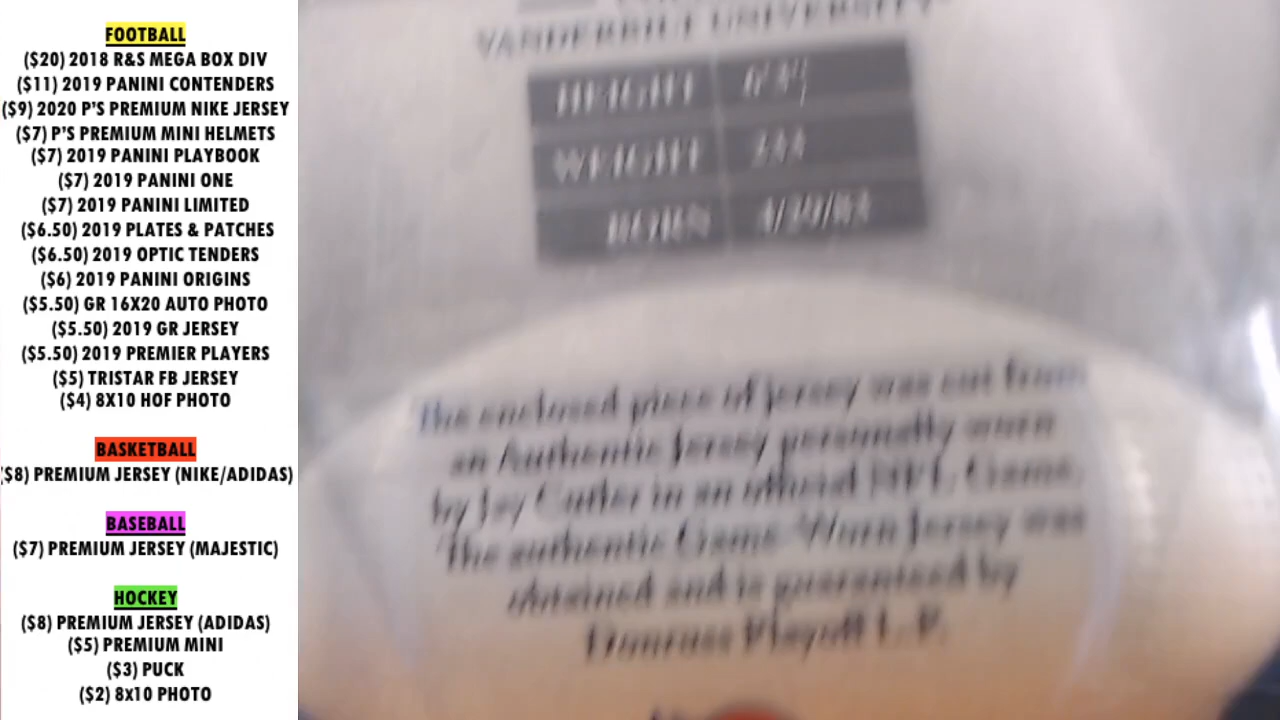 FOOTBALL
($20) 2018 R&S MEGA BOX DIV
($11) 2019 PANINI CONTENDERS
($9) 2020 P'S PREMIUM NIKE JERSEY
($7) P'S PREMIUM MINI HELMETS
($7) 2019 PANINI PLAYBOOK
($7) 2019 PANINI ONE
($7) 2019 PANINI LIMITED
($6.50) 2019 PLATES & PATCHES
($6.50) 2019 OPTIC TENDERS
($6) 2019 PANINI ORIGINS
($5.50) GR 16X20 AUTO PHOTO
($5.50) 2019 GR JERSEY
($5.50) 2019 PREMIER PLAYERS
($5) TRISTAR FB JERSEY
($4) 8X10 HOF PHOTO
BASKETBALL
($8) PREMIUM JERSEY (NIKE/ADIDAS)
BASEBALL
($7) PREMIUM JERSEY (MAJESTIC)
HOCKEY
($8) PREMIUM JERSEY (ADIDAS)
($5) PREMIUM MINI
($3) PUCK
($2) 8x10 PHOTO
VANDERBILT UNIVERSITY
HEIGHT
WEIGHT
BORN 4/29/83
The enclosed piece of jersey was cut from
an Authentic Jersey personally worn
by Jay Cutler in an official NFL Game.
The authentic Game-Worn Jersey was
obtained and is guaranteed by
Donruss Playoff L.P.